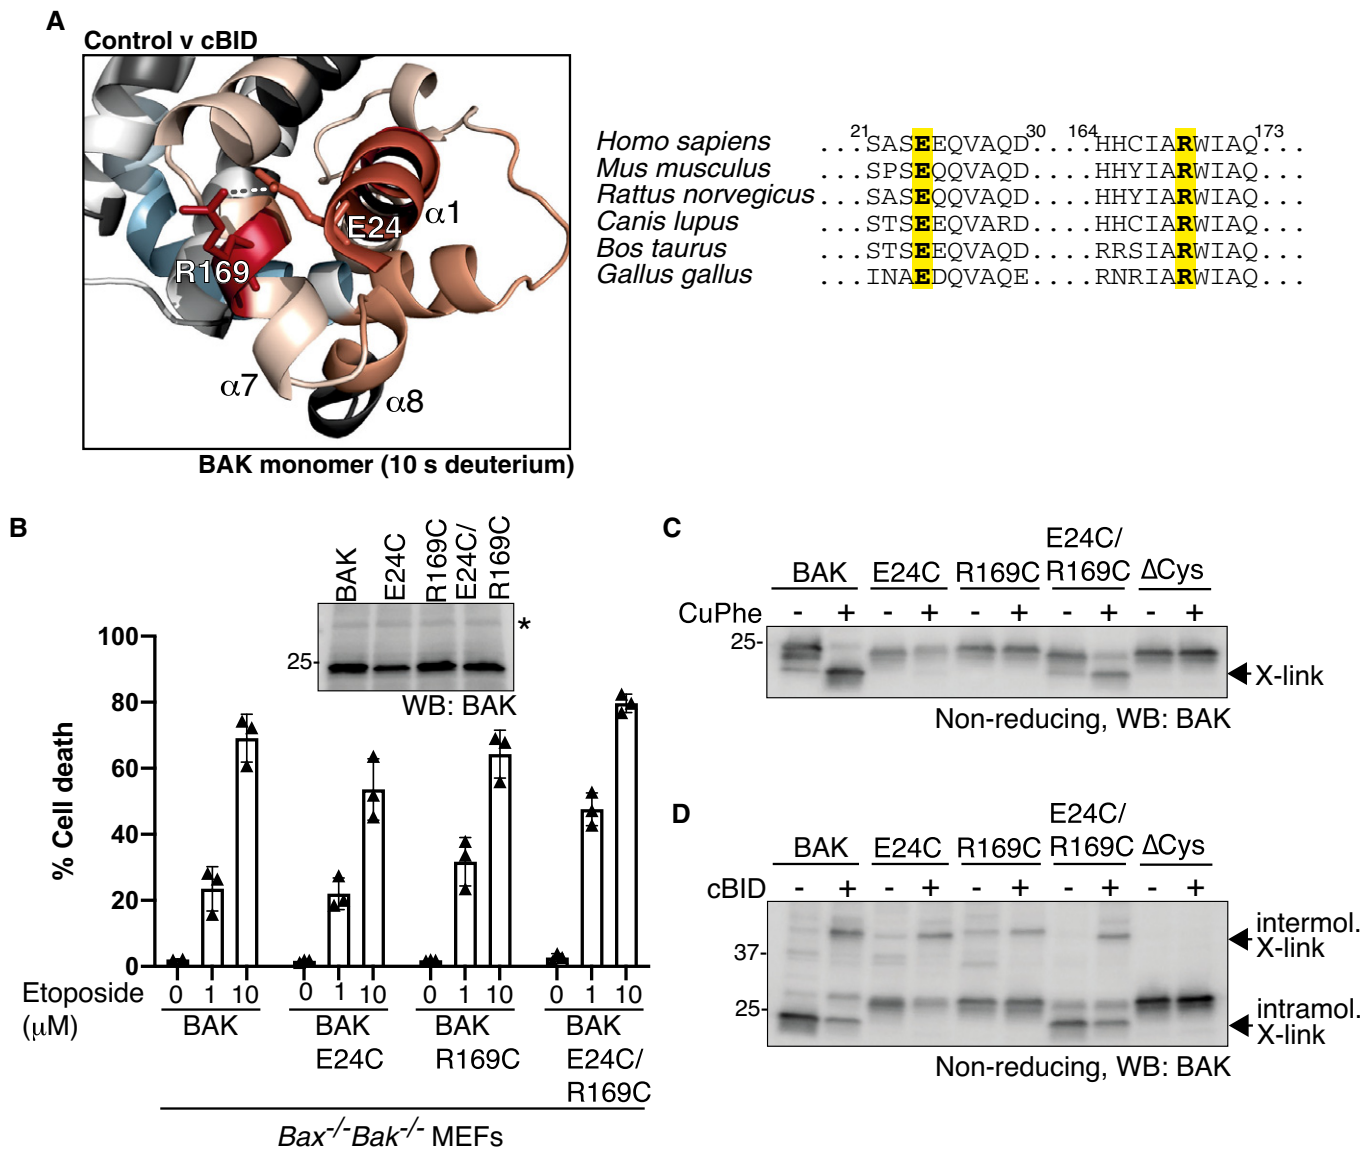 A
Control v cBID
α1
E24
R169
α7
α8
BAK monomer (10 s deuterium)
21 30 164 173
Homo sapiens ...SASEEQVAQD....HHCIARWIAQ...
Mus musculus ...SPSEQQVAQD....HHYIARWIAQ...
Rattus norvegicus ...SASEQQVAQD....HHYIARWIAQ...
Canis lupus ...STSEEQVARD....HHCIARWIAQ...
Bos taurus ...STSEEQVAQD....RRSIARWIAQ...
Gallus gallus ...INAEDQVAQE....RNRIARWIAQ...
B
BAK E24C R169C E24C/R169C
25-
*
WB: BAK
% Cell death
100
80
60
40
20
0
Etoposide (μM)
0 1 10 0 1 10 0 1 10 0 1 10
BAK BAK E24C BAK R169C BAK E24C/R169C
Bax-/-Bak-/- MEFs
C
BAK E24C R169C E24C/R169C ΔCys
CuPhe - + - + - + - + - +
25-
X-link
Non-reducing, WB: BAK
D
BAK E24C R169C E24C/R169C ΔCys
cBID - + - + - + - + - +
37-
25-
intermol. X-link
intramol. X-link
Non-reducing, WB: BAK